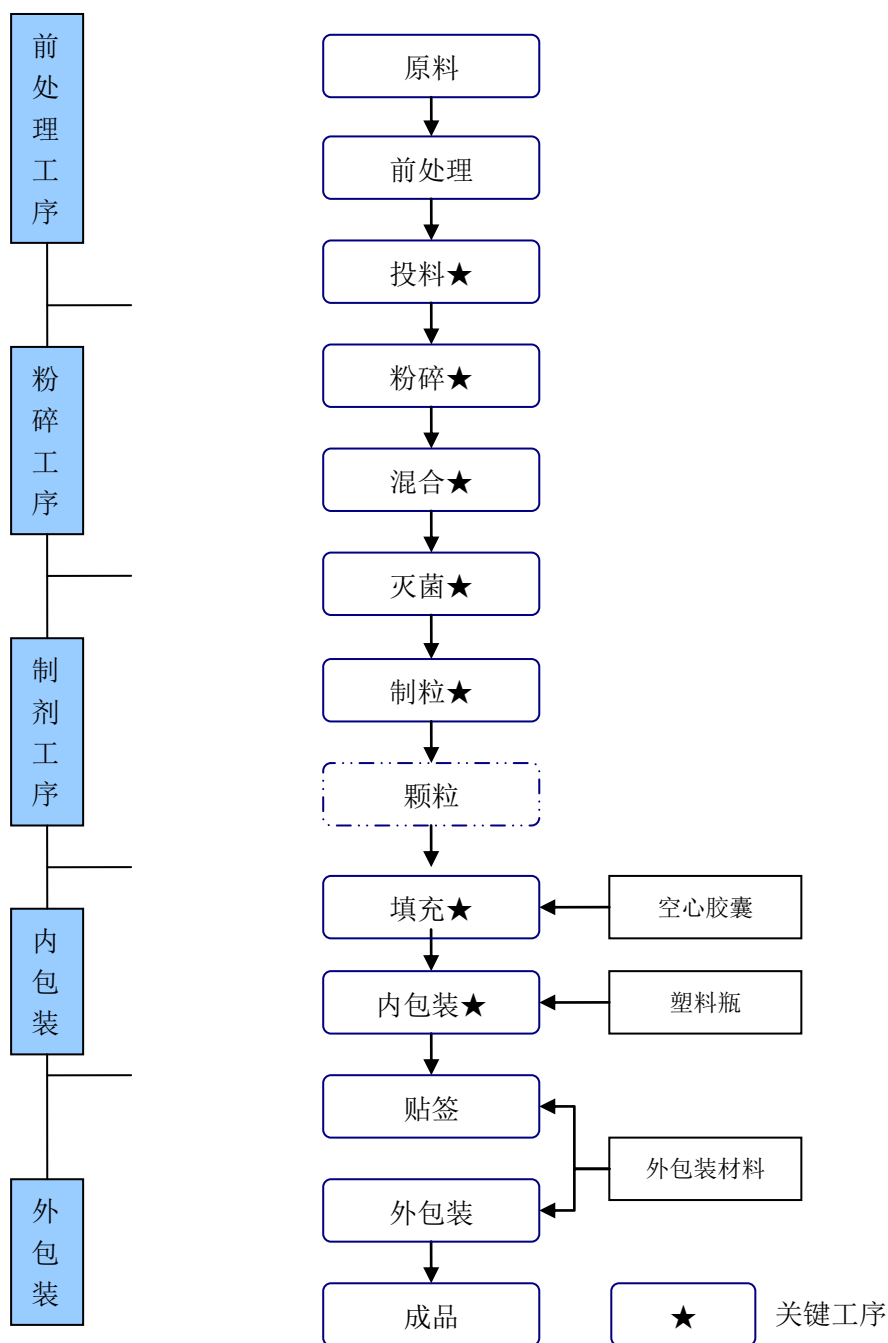 前处理工序
粉碎工序
制剂工序
内包装
外包装
原料
前处理
投料★
粉碎★
混合★
灭菌★
制粒★
颗粒
填充★
空心胶囊
内包装★
塑料瓶
贴签
外包装材料
外包装
成品
★
关键工序